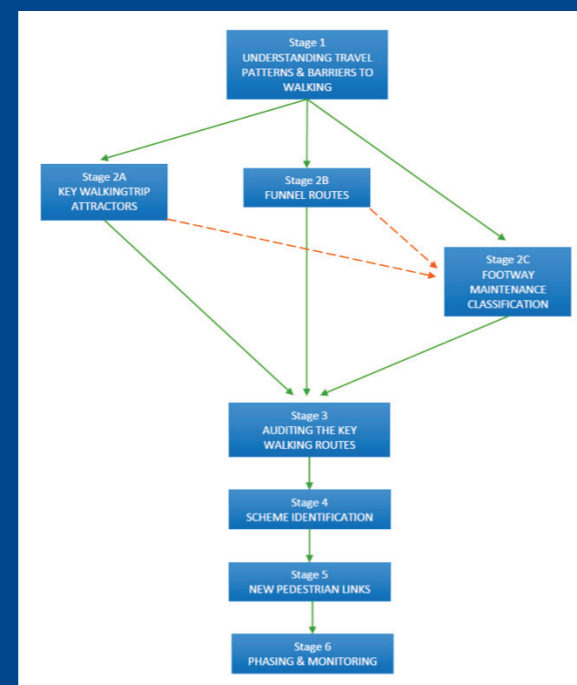 Stage 1
UNDERSTANDING TRAVEL
PATTERNS & BARRIERS TO
WALKING
Stage 2A
KEY WALKINGTRIP
ATTRACTORS
Stage 2B
FUNNEL ROUTES
Stage 2C
FOOTWAY
MAINTENANCE
CLASSIFICATION
Stage 3
AUDITING THE KEY
WALKING ROUTES
Stage 4
SCHEME IDENTIFICATION
Stage 5
NEW PEDESTRIAN LINKS
Stage 6
PHASING & MONITORING